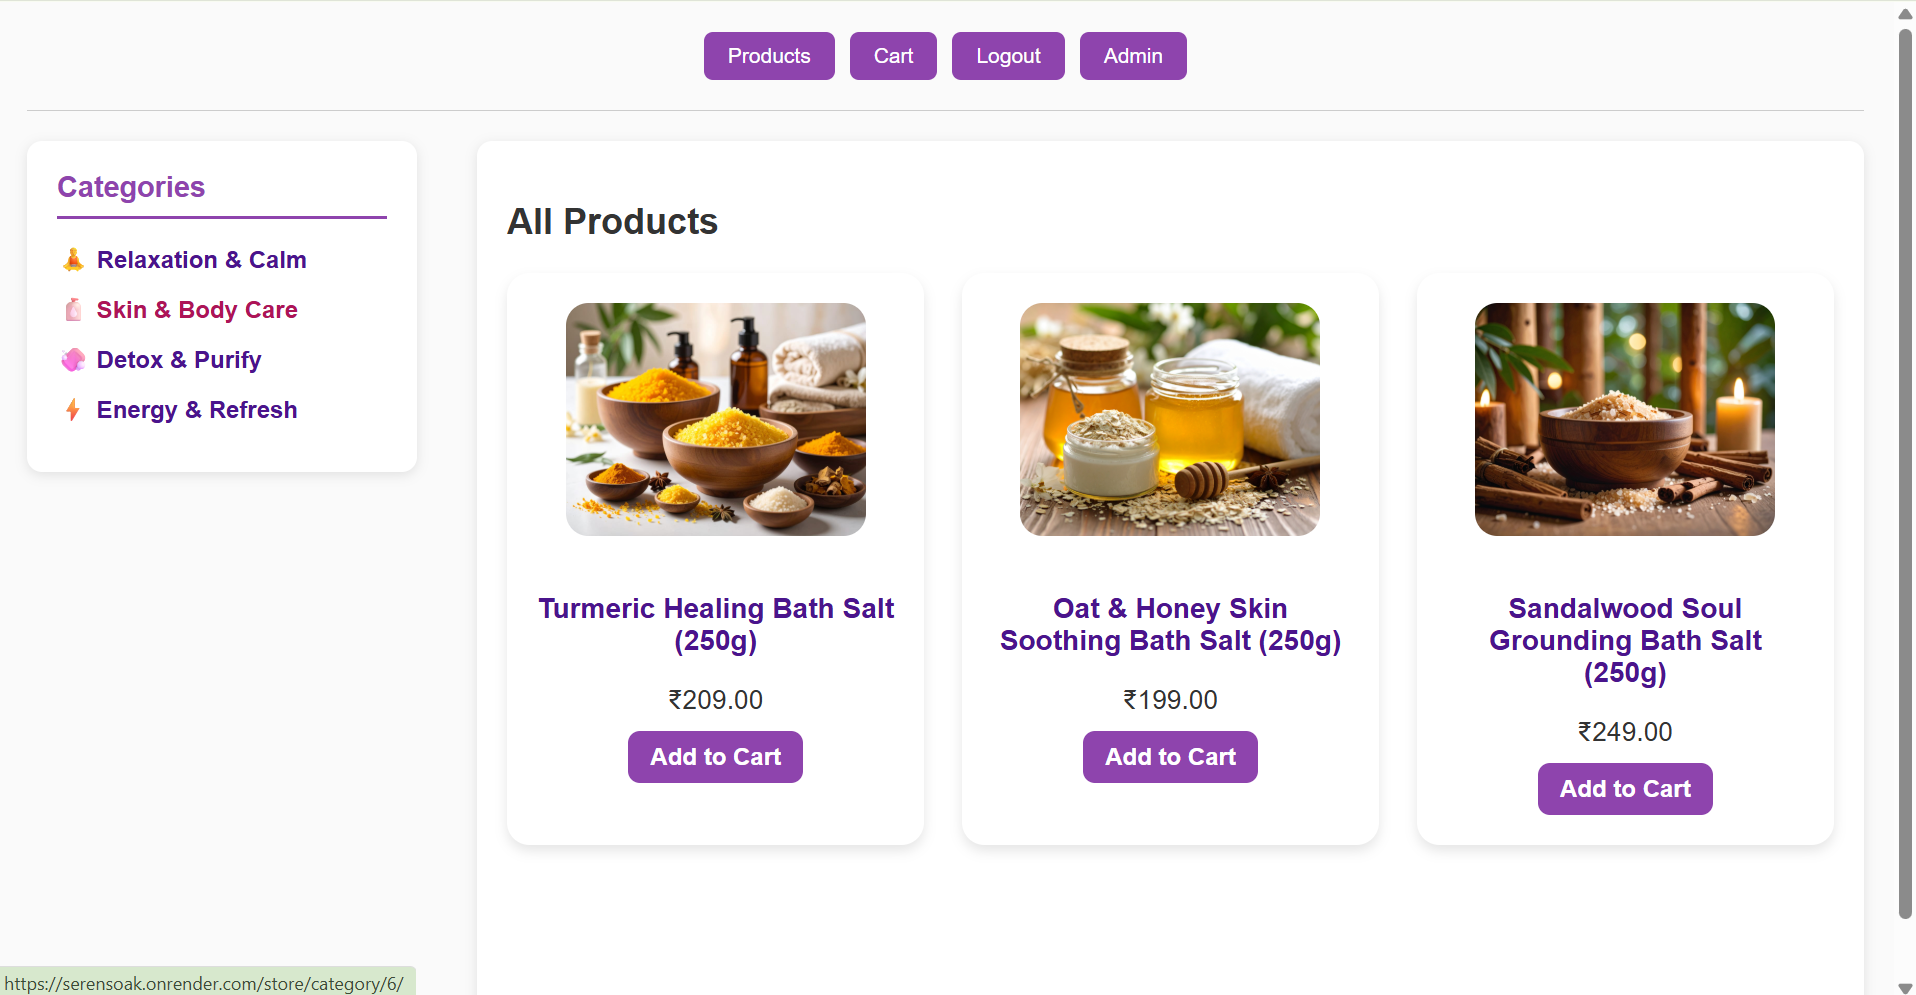 Products
Cart
Logout
Admin
Categories
Relaxation & Calm
Skin & Body Care
Detox & Purify
Energy & Refresh
All Products
Turmeric Healing Bath Salt
(250g)
₹209.00
Add to Cart
Oat & Honey Skin
Soothing Bath Salt (250g)
₹199.00
Add to Cart
Sandalwood Soul
Grounding Bath Salt
(250g)
₹249.00
Add to Cart
https://serensoak.onrender.com/store/category/6/